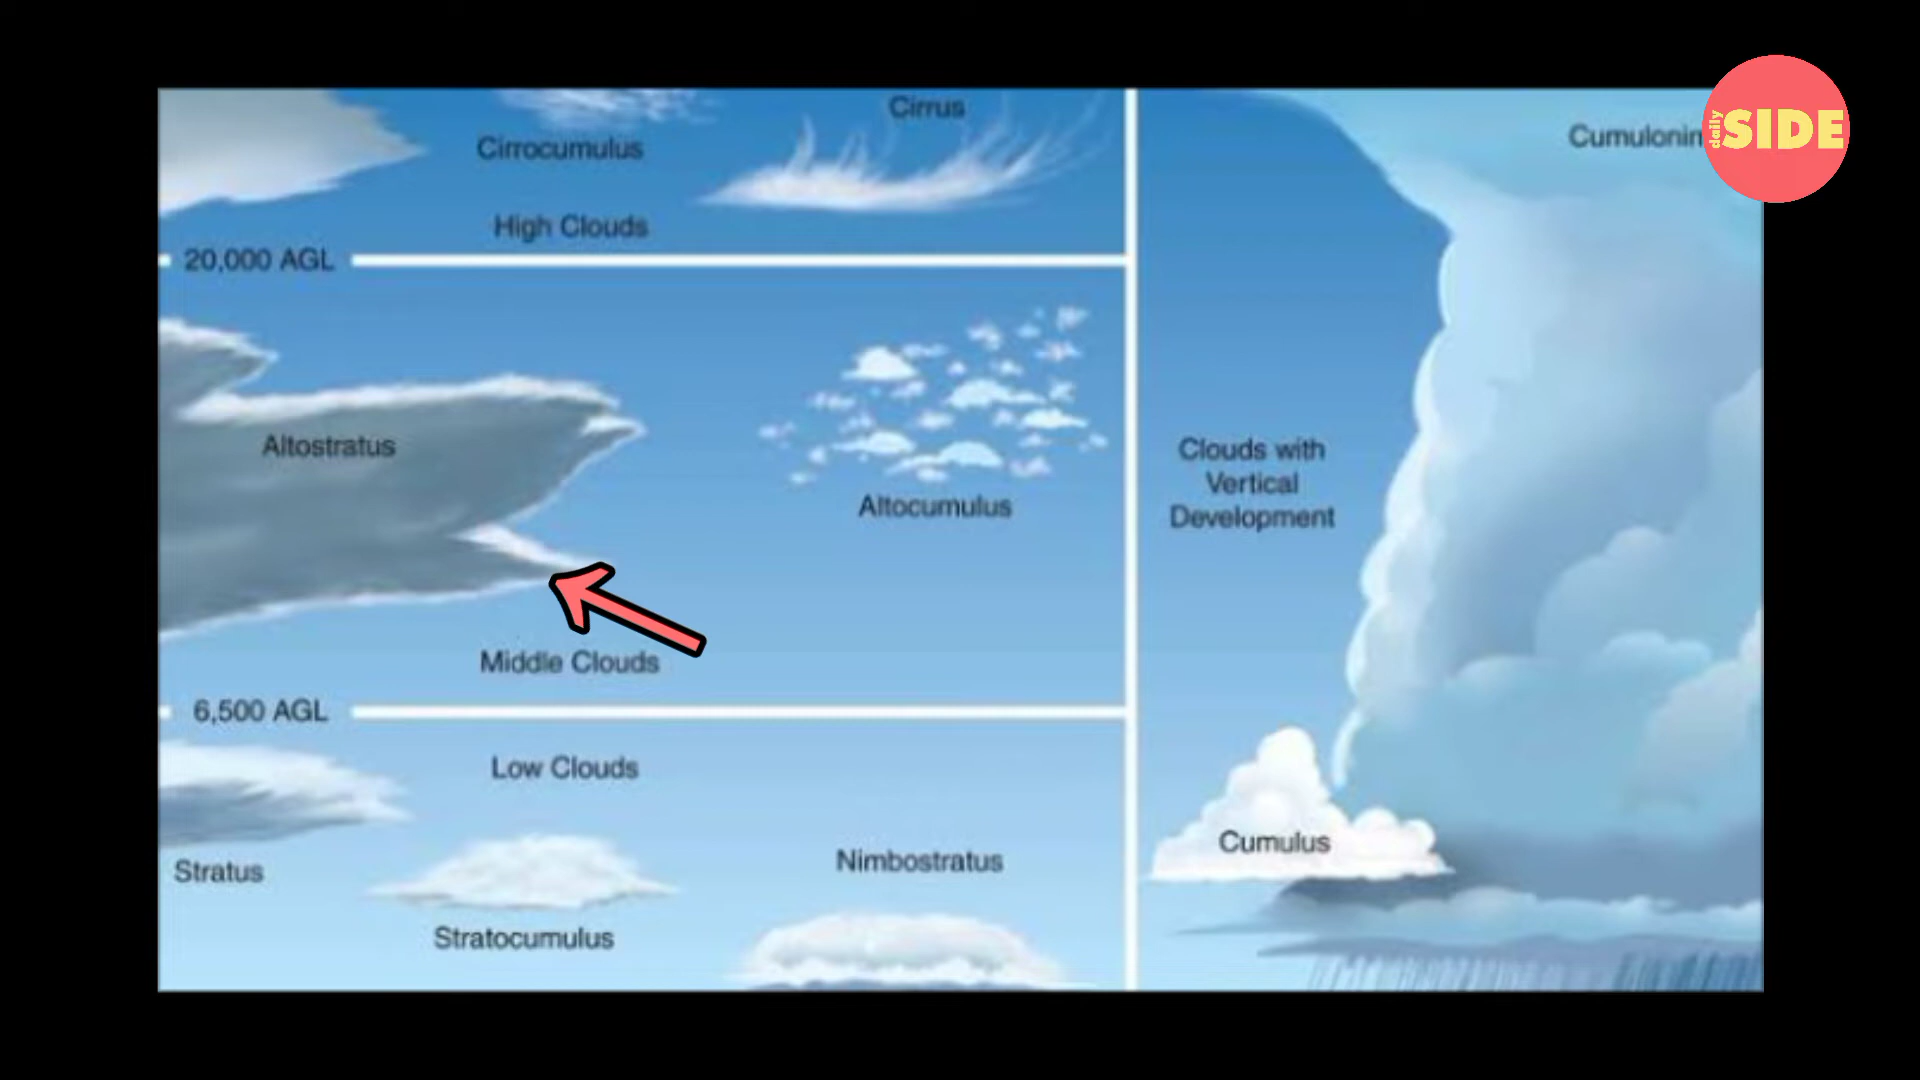 Cirrus
Cirrocumulus
High Clouds
20,000 AGL
Altostratus
Altocumulus
Middle Clouds
6,500 AGL
Low Clouds
Stratus
Stratocumulus
Nimbostratus
Cumulonim
Clouds with
Vertical
Development
Cumulus
daily SIDE